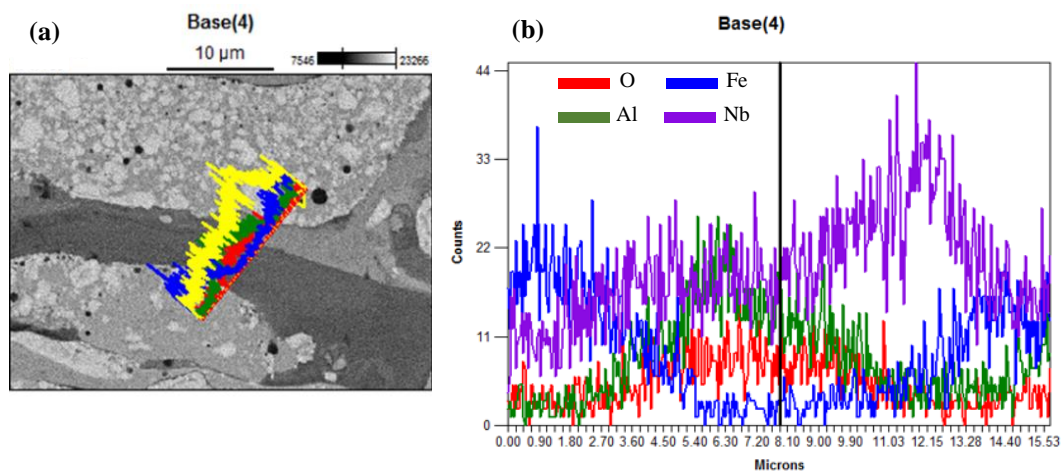 (a)
Base(4)
10 µm
7546
23266
(b)
Base(4)
O
Fe
Al
Nb
44
33
22
11
0
Counts
0.00 0.90 1.80 2.70 3.60 4.50 5.40 6.30 7.20 8.10 9.00 9.90 11.03 12.15 13.28 14.40 15.53
Microns